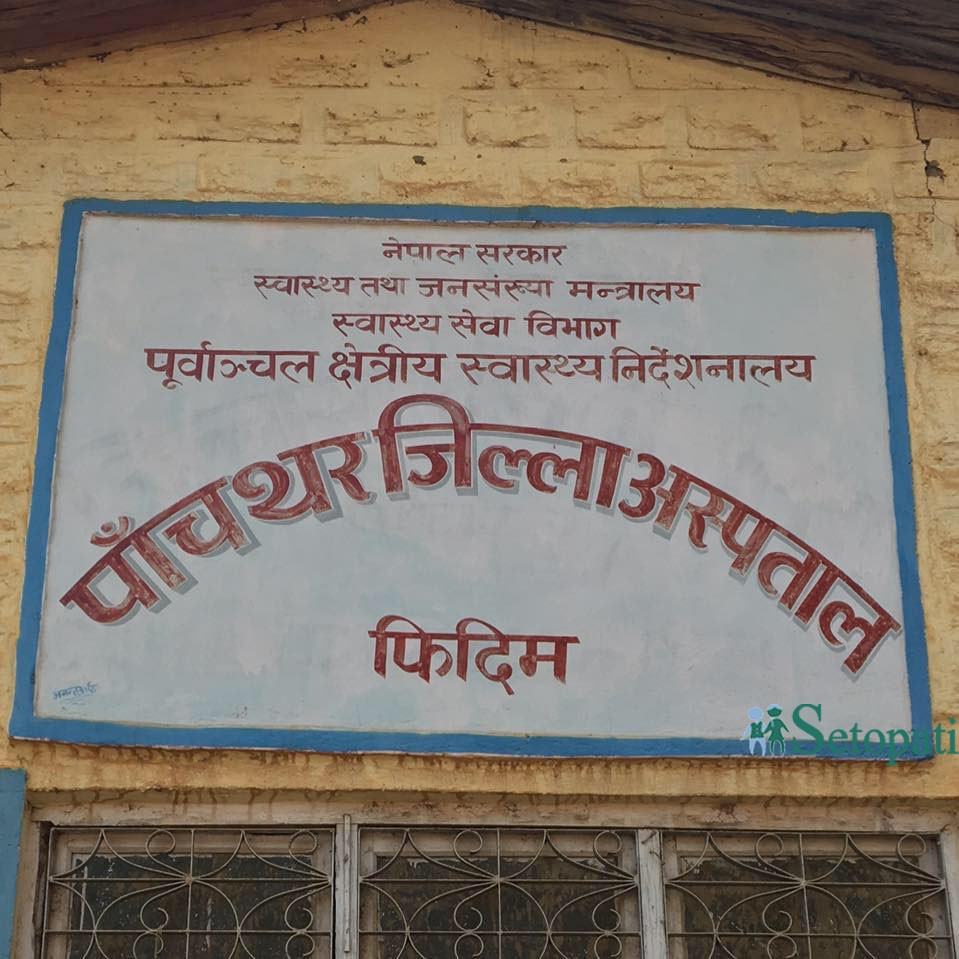 नेपाल सरकार
स्वास्थ्य तथा जनसंख्या मन्त्रालय
स्वास्थ्य सेवा विभाग
पूर्वाञ्चल क्षेत्रीय स्वास्थ्य निर्देशनालय
पाँचथर जिल्ला अस्पताल
फिदिम
Setopati